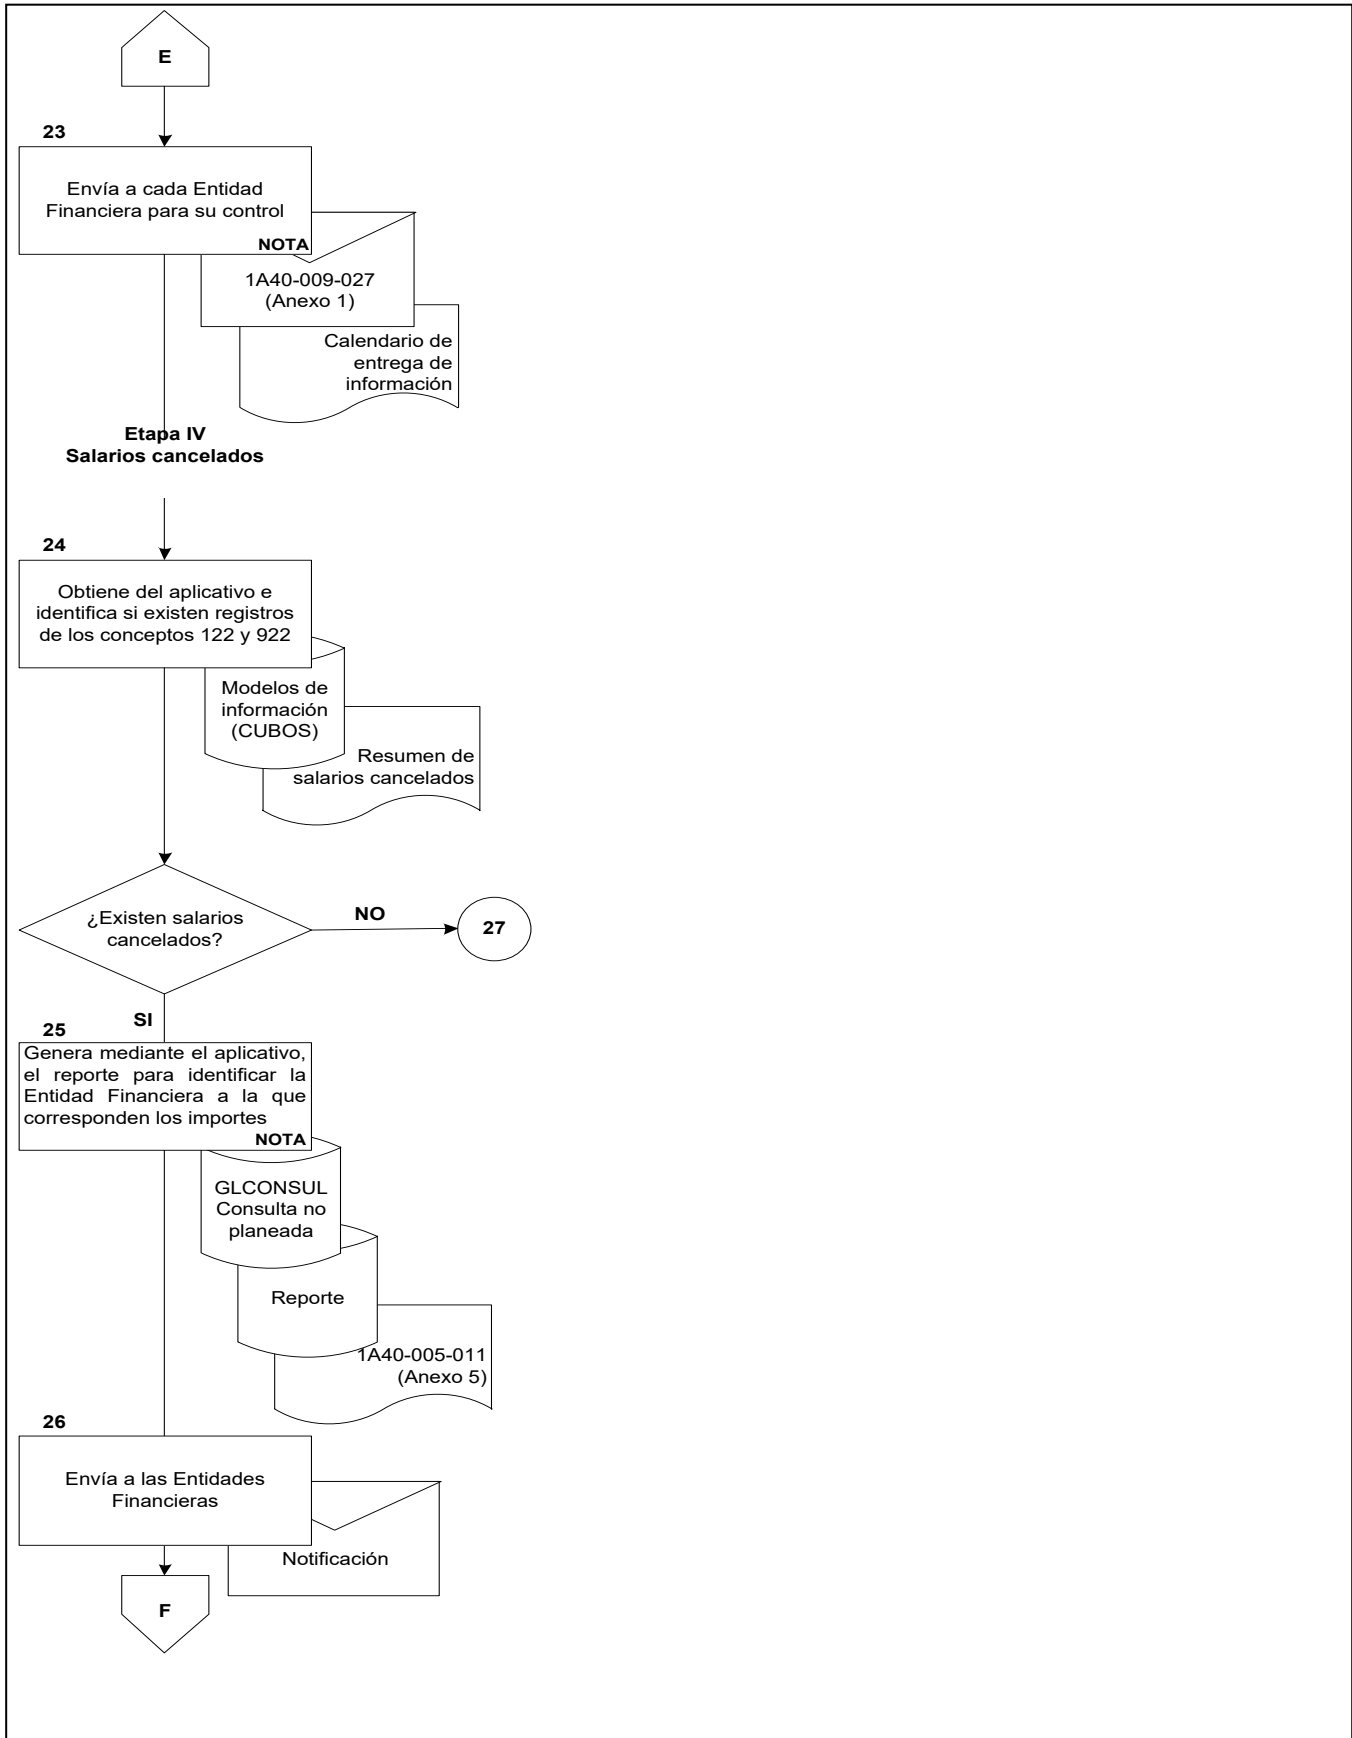 E
23
Envía a cada Entidad
Financiera para su control
NOTA
1A40-009-027
(Anexo 1)
Calendario de
entrega de
información
Etapa IV
Salarios cancelados
24
Obtiene del aplicativo e
identifica si existen registros
de los conceptos 122 y 922
Modelos de
información
(CUBOS)
Resumen de
salarios cancelados
¿Existen salarios
cancelados?
NO
27
SI
25
Genera mediante el aplicativo,
el reporte para identificar la
Entidad Financiera a la que
corresponden los importes
NOTA
GLCONSUL
Consulta no
planeada
Reporte
1A40-005-011
(Anexo 5)
26
Envía a las Entidades
Financieras
Notificación
F